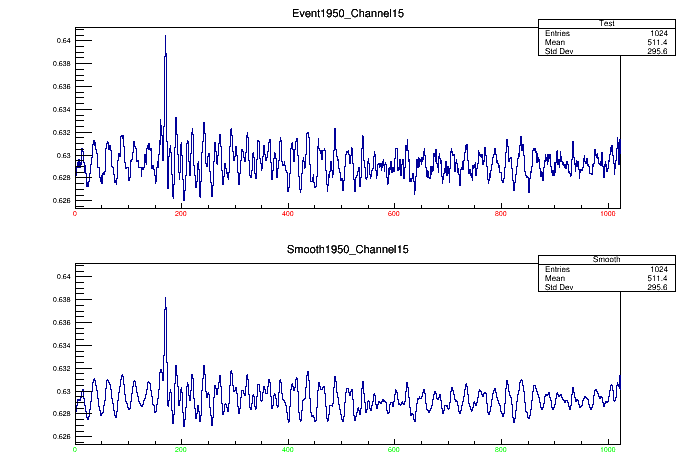 Event1950_Channel15
Test
Entries 1024
Mean 511.4
Std Dev 295.6
0.64
0.638
0.636
0.634
0.632
0.63
0.628
0.626
0 200 400 600 800 1000
Smooth1950_Channel15
Smooth
Entries 1024
Mean 511.4
Std Dev 295.6
0.64
0.638
0.636
0.634
0.632
0.63
0.628
0.626
0 200 400 600 800 1000